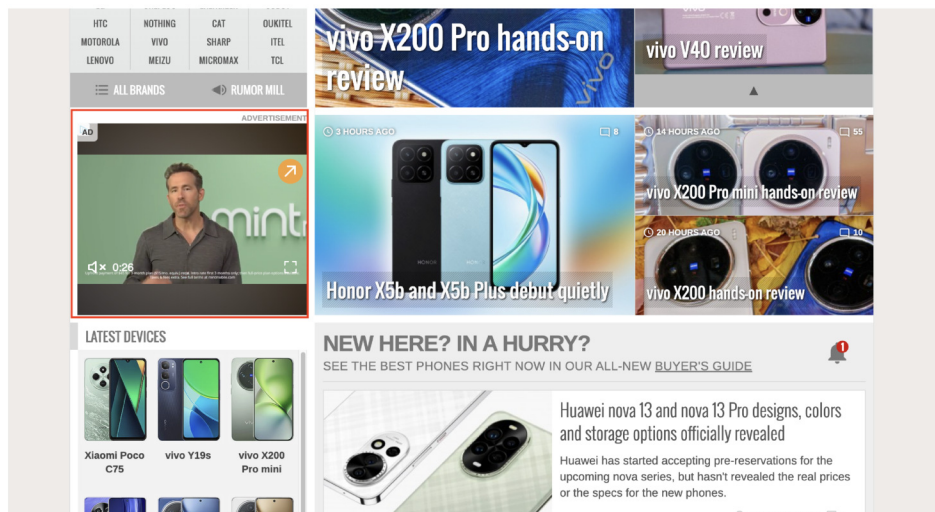 HTC NOTHING CAT OUKITEL
MOTOROLA VIVO SHARP ITEL
LENOVO MEIZU MICROMAX TCL
ALL BRANDS RUMOR MILL
vivo X200 Pro hands-on
review
vivo
vivo V40 review
ADVERTISEMENT
AD
mint.
0:26
3 HOURS AGO 8
HONOR HONOR
Honor X5b and X5b Plus debut quietly
14 HOURS AGO 55
vivo X200 Pro mini hands-on review
20 HOURS AGO 10
vivo X200 hands-on review
LATEST DEVICES
Xiaomi Poco
C75
vivo Y19s
vivo X200
Pro mini
NEW HERE? IN A HURRY?
SEE THE BEST PHONES RIGHT NOW IN OUR ALL-NEW BUYER'S GUIDE
1
Huawei nova 13 and nova 13 Pro designs, colors
and storage options officially revealed
Huawei has started accepting pre-reservations for the
upcoming nova series, but hasn't revealed the real prices
or the specs for the new phones.